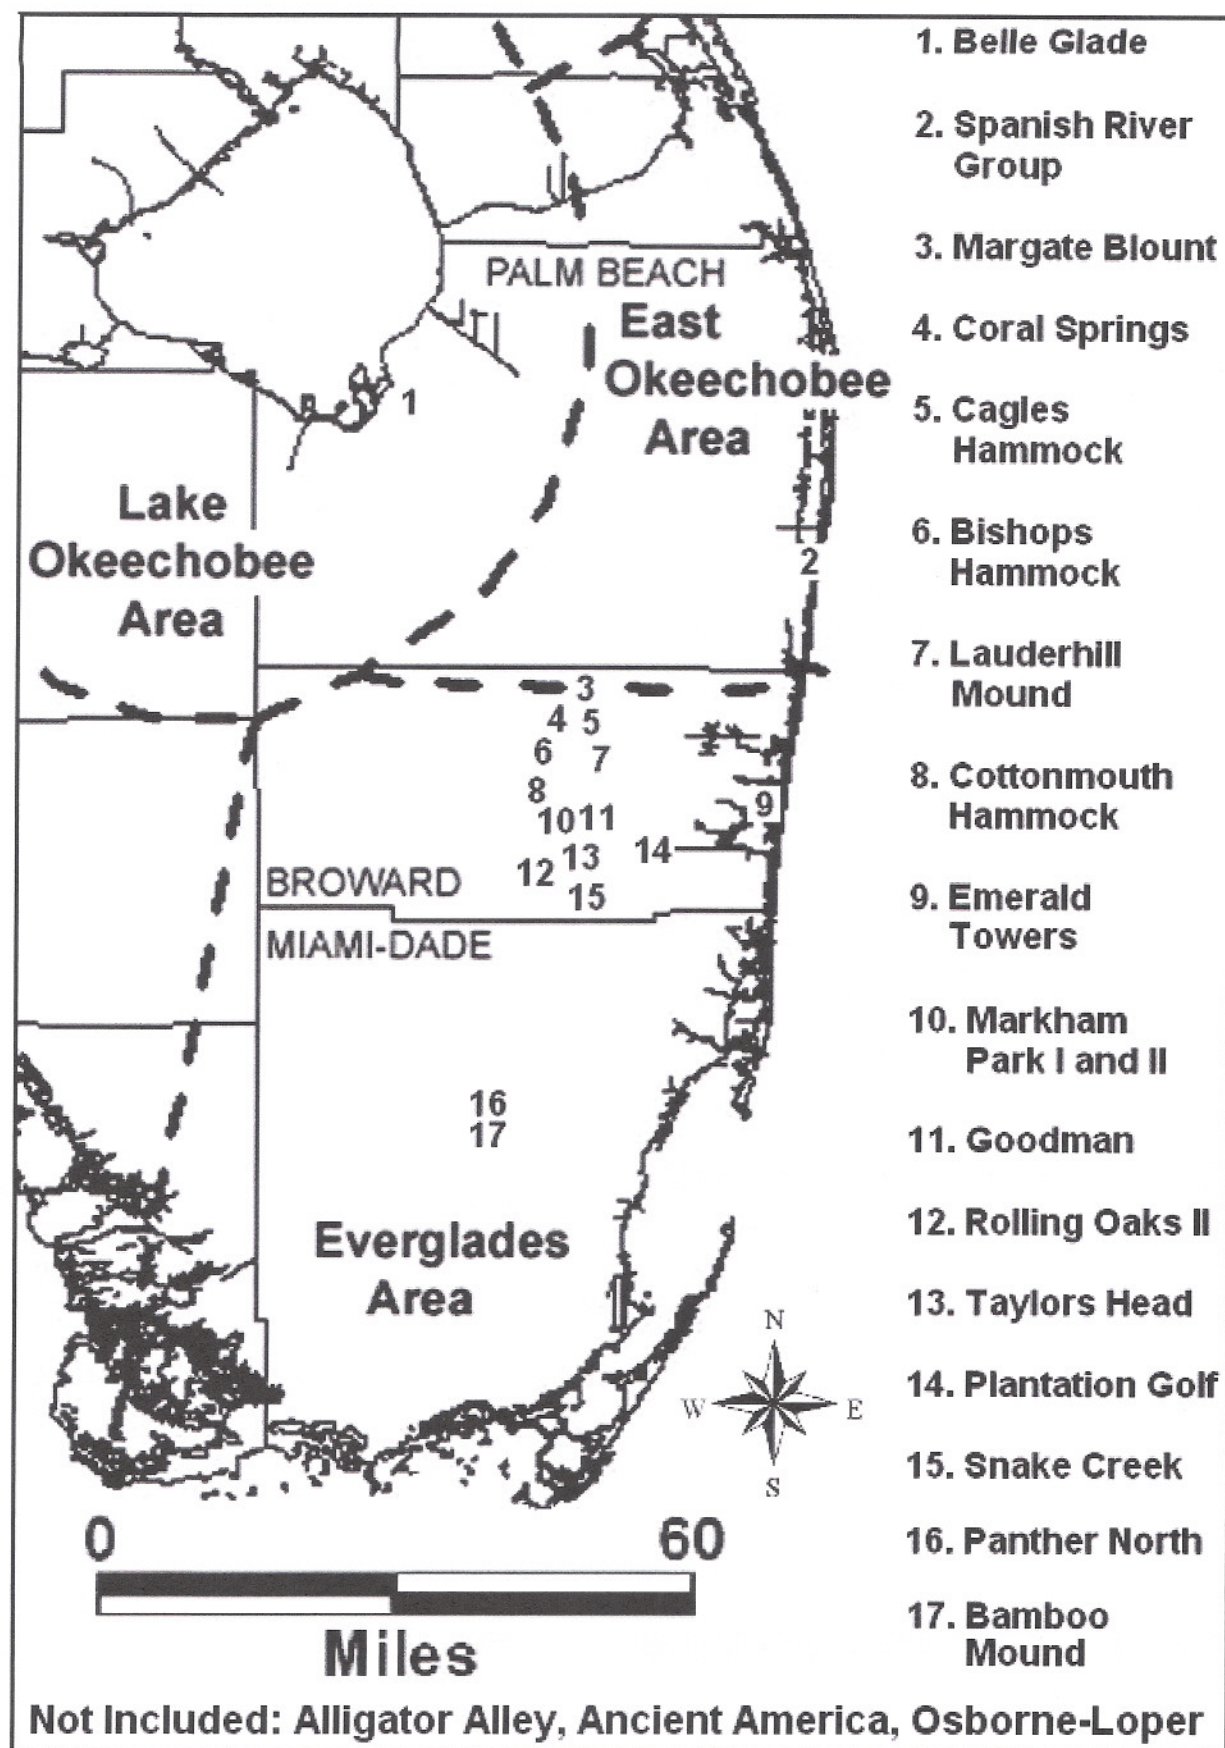 1. Belle Glade
2. Spanish River
Group
3. Margate Blount
4. Coral Springs
5. Cagles
Hammock
6. Bishops
Hammock
7. Lauderhill
Mound
8. Cottonmouth
Hammock
9. Emerald
Towers
10. Markham
Park I and II
11. Goodman
12. Rolling Oaks II
13. Taylors Head
14. Plantation Golf
15. Snake Creek
16. Panther North
17. Bamboo
Mound
PALM BEACH
East
Okeechobee
Area
1
Lake
Okeechobee
Area
2
3
4 5
6 7
8
9
10 11
12 13 14
15
BROWARD
MIAMI-DADE
16
17
Everglades
Area
N
W E
S
0 60
Miles
Not Included: Alligator Alley, Ancient America, Osborne-Loper